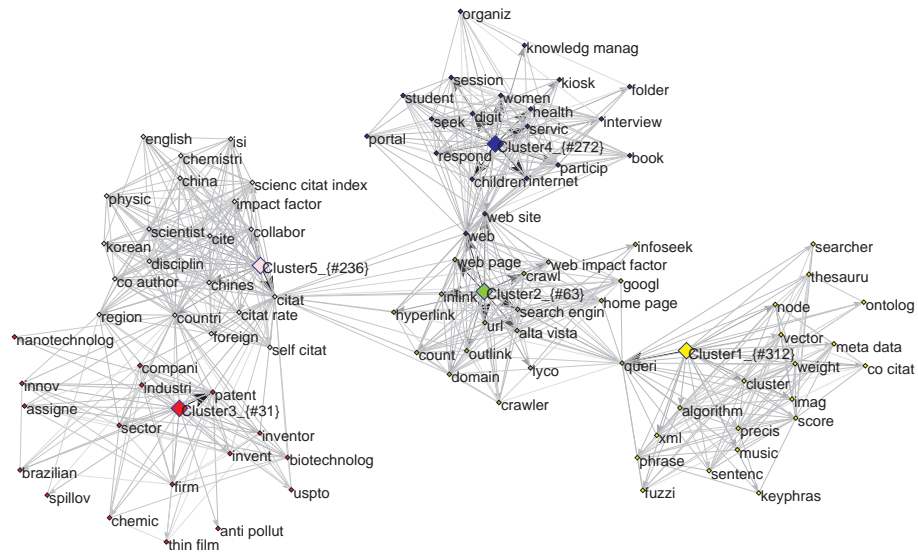 organiz
knowledg manag
session
kiosk
folder
student
women
health
seek
digit
servic
interview
portal
Cluster4_{#272}
respond
particip
book
children
internet
web site
web
english
isi
chemistri
china
scienc citat index
physic
impact factor
scientist
cite
collabor
korean
disciplin
Cluster5_{#236}
co author
chines
citat
region
countri
citat rate
foreign
self citat
infoseek
web page
web impact factor
crawl
googl
inlink
Cluster2_{#63}
home page
hyperlink
search engin
url
alta vista
count
outlink
domain
lyco
crawler
searcher
thesauru
node
ontolog
vector
meta data
Cluster1_{#312}
queri
weight
co citat
cluster
imag
algorithm
score
xml
precis
music
phrase
sentenc
fuzzi
keyphras
nanotechnolog
compani
innov
industri
patent
assigne
Cluster3_{#31}
sector
inventor
invent
biotechnolog
brazilian
spillov
firm
uspto
chemic
anti pollut
thin film